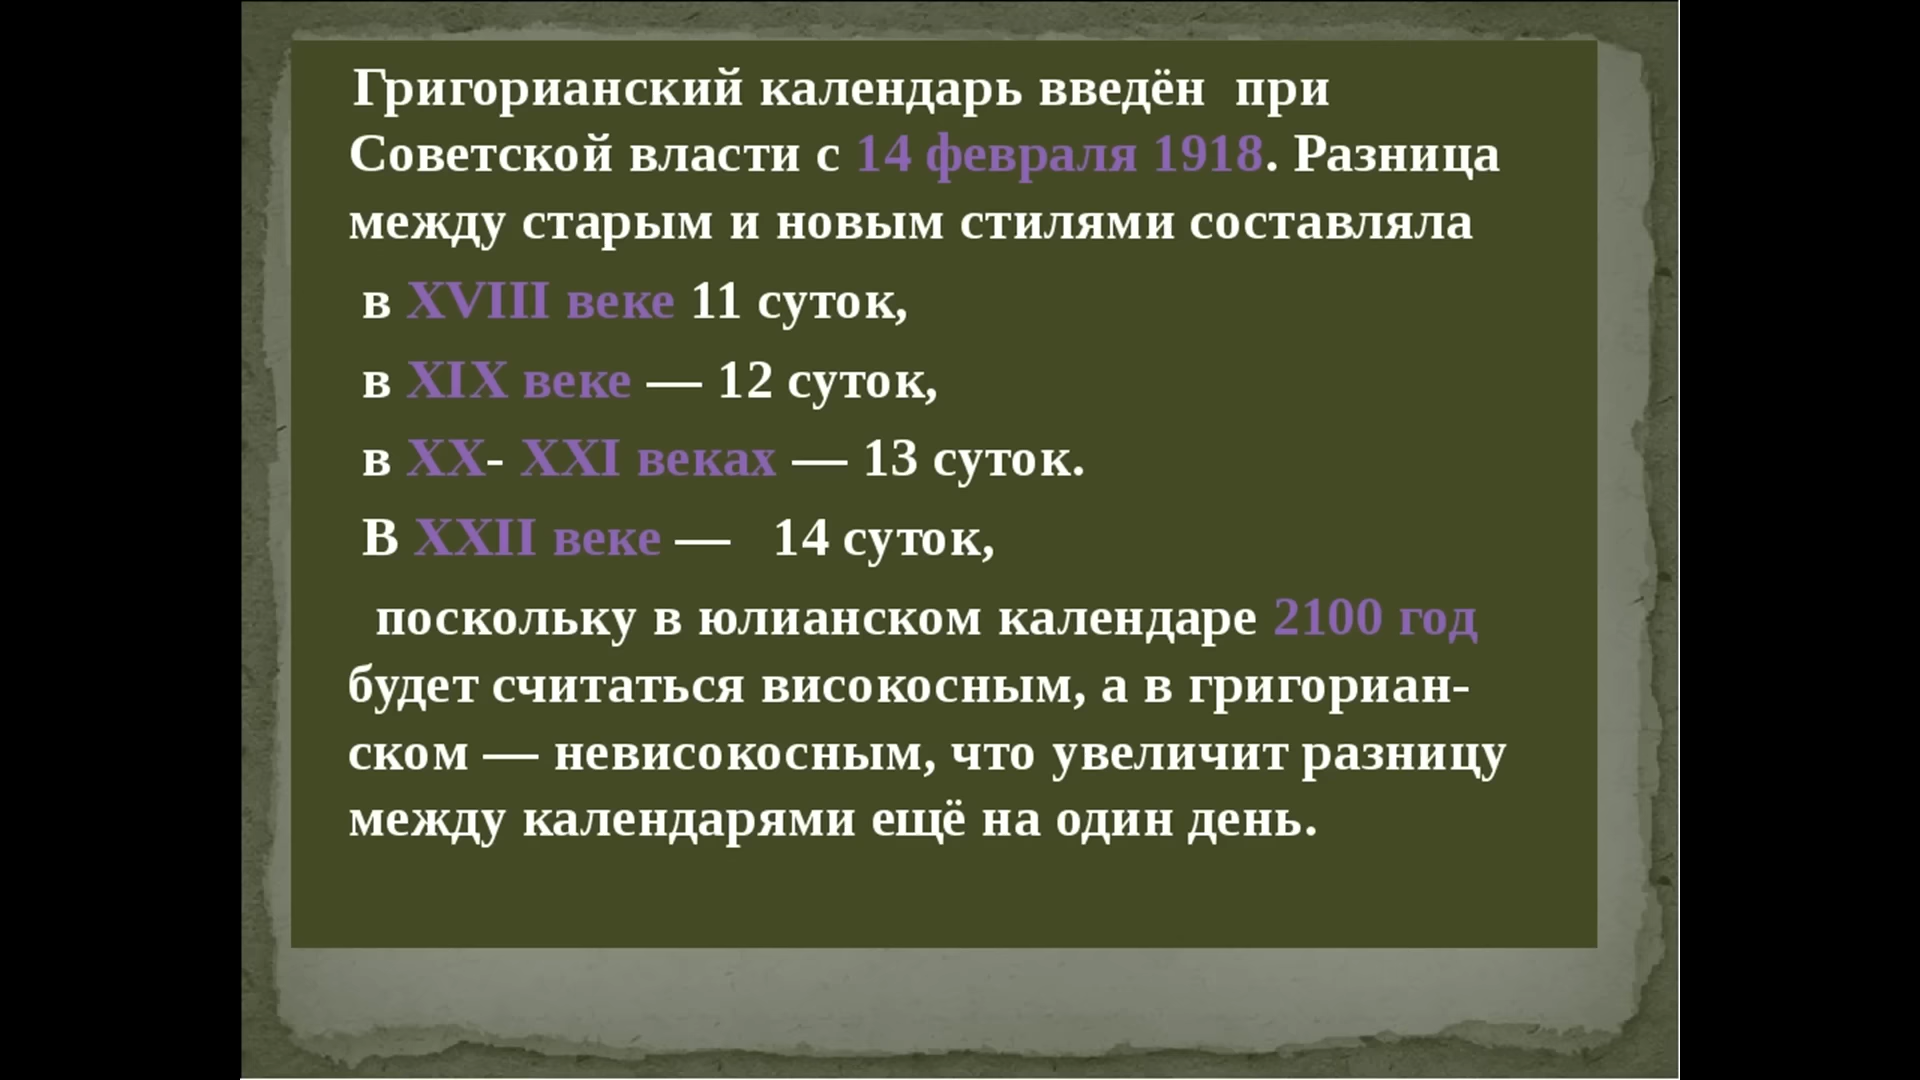 Григорианский календарь введён при
Советской власти с 14 февраля 1918. Разница
между старым и новым стилями составляла
в XVIII веке 11 суток,
в XIX веке — 12 суток,
в XX- XXI веках — 13 суток.
В XXII веке — 14 суток,
поскольку в юлианском календаре 2100 год
будет считаться високосным, а в григориан-
ском — невисокосным, что увеличит разницу
между календарями ещё на один день.